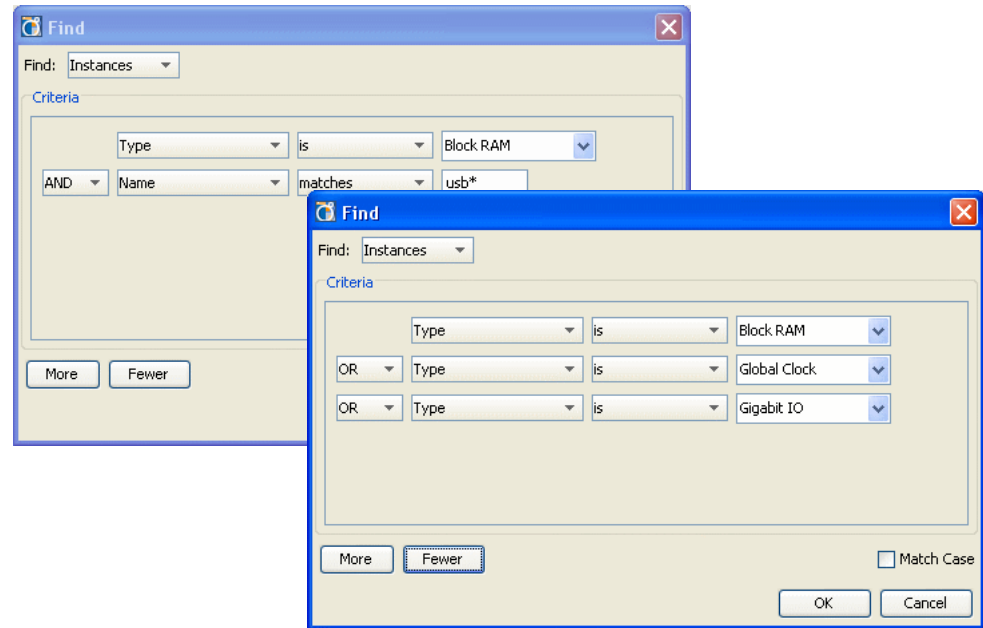 Find
Find: Instances
Criteria
Type is Block RAM
AND Name matches usb*
More Fewer
Find
Find: Instances
Criteria
Type is Block RAM
OR Type is Global Clock
OR Type is Gigabit IO
More Fewer Match Case
OK Cancel